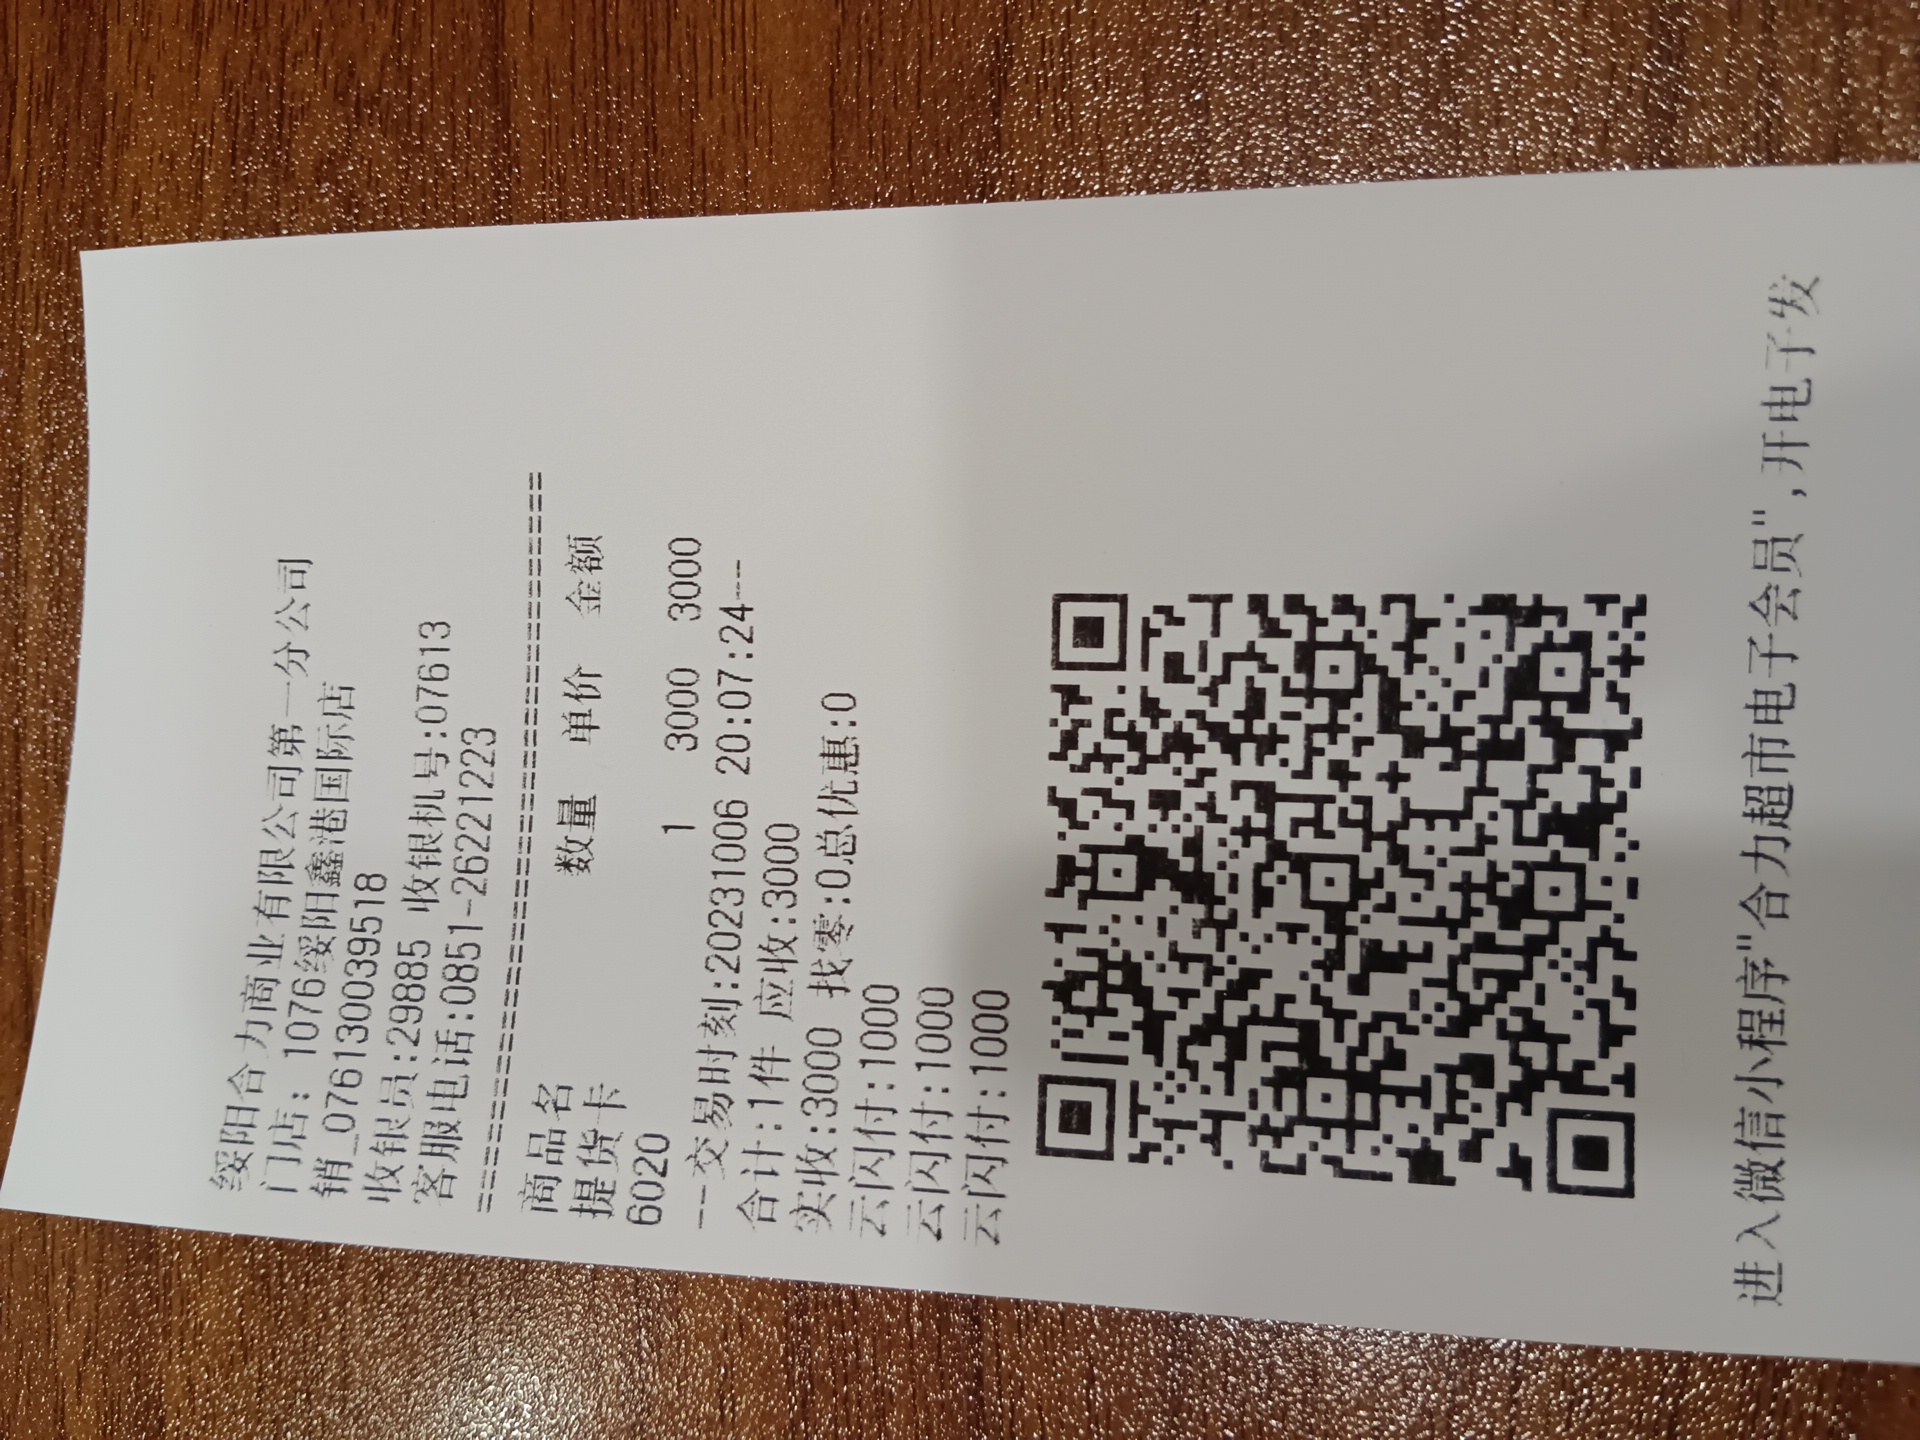 绥阳合力商业有限公司第一分公司
门店: 1076绥阳鑫港国际店
销_0761300039518
收银员:29885 收银机号:07613
客服电话:0851-26221223
========================================
商品名 数量 单价 金额
提货卡
6020 1 3000 3000
--交易时刻:20231006 20:07:24---
合计:1件 应收:3000
实收:3000 找零:0总优惠:0
云闪付:1000
云闪付:1000
云闪付:1000
进入微信小程序"合力超市电子会员",开电子发